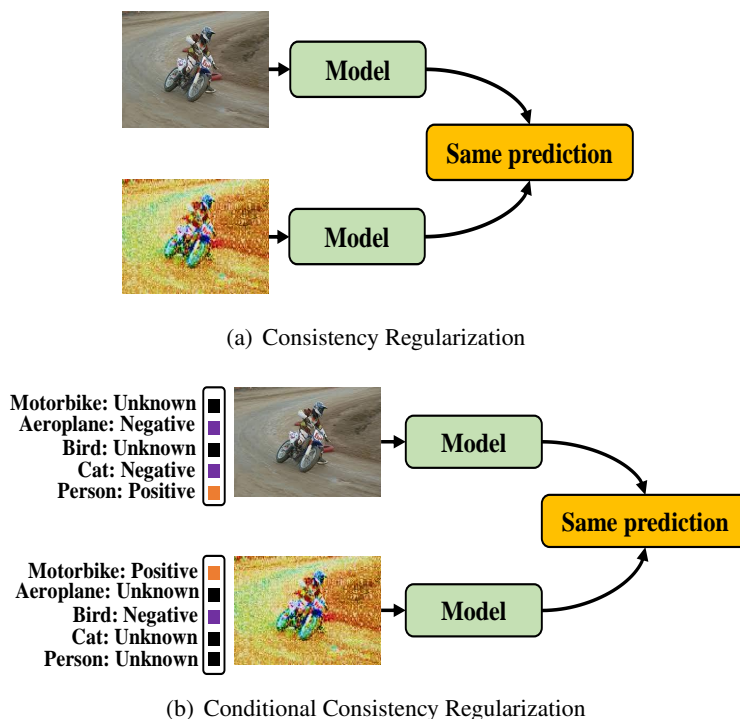 Model
Same prediction
Model
(a) Consistency Regularization
Motorbike: Unknown
Aeroplane: Negative
Bird: Unknown
Cat: Negative
Person: Positive
Model
Same prediction
Motorbike: Positive
Aeroplane: Unknown
Bird: Negative
Cat: Unknown
Person: Unknown
Model
(b) Conditional Consistency Regularization